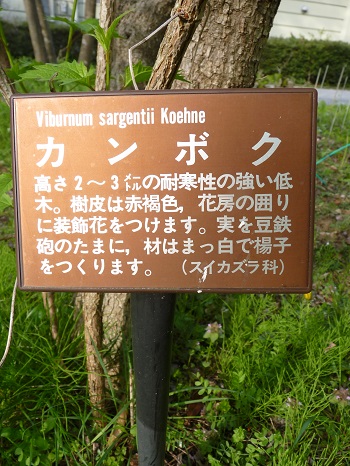 Viburnum sargentii Koehne
カンボク
高さ2〜3㍍の耐寒性の強い低
木。樹皮は赤褐色，花房の囲り
に装飾花をつけます。実を豆鉄
砲のたまに，材はまっ白で楊子
をつくります。（スイカズラ科）